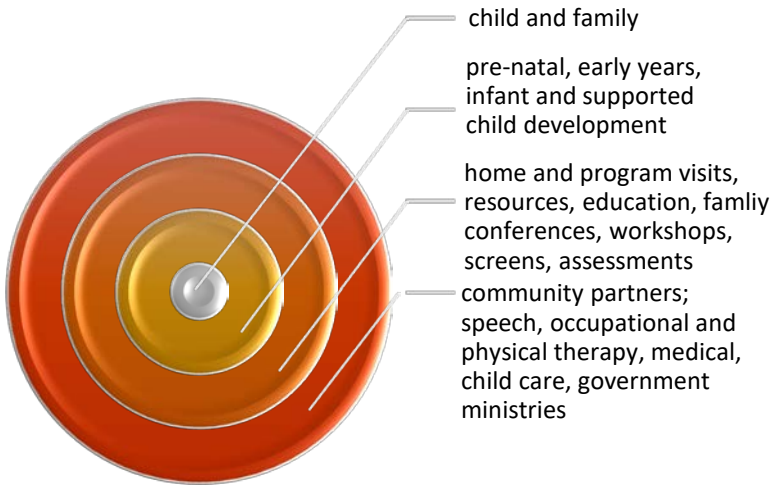 child and family
pre-natal, early years,
infant and supported
child development
home and program visits,
resources, education, famliy
conferences, workshops,
screens, assessments
community partners;
speech, occupational and
physical therapy, medical,
child care, government
ministries